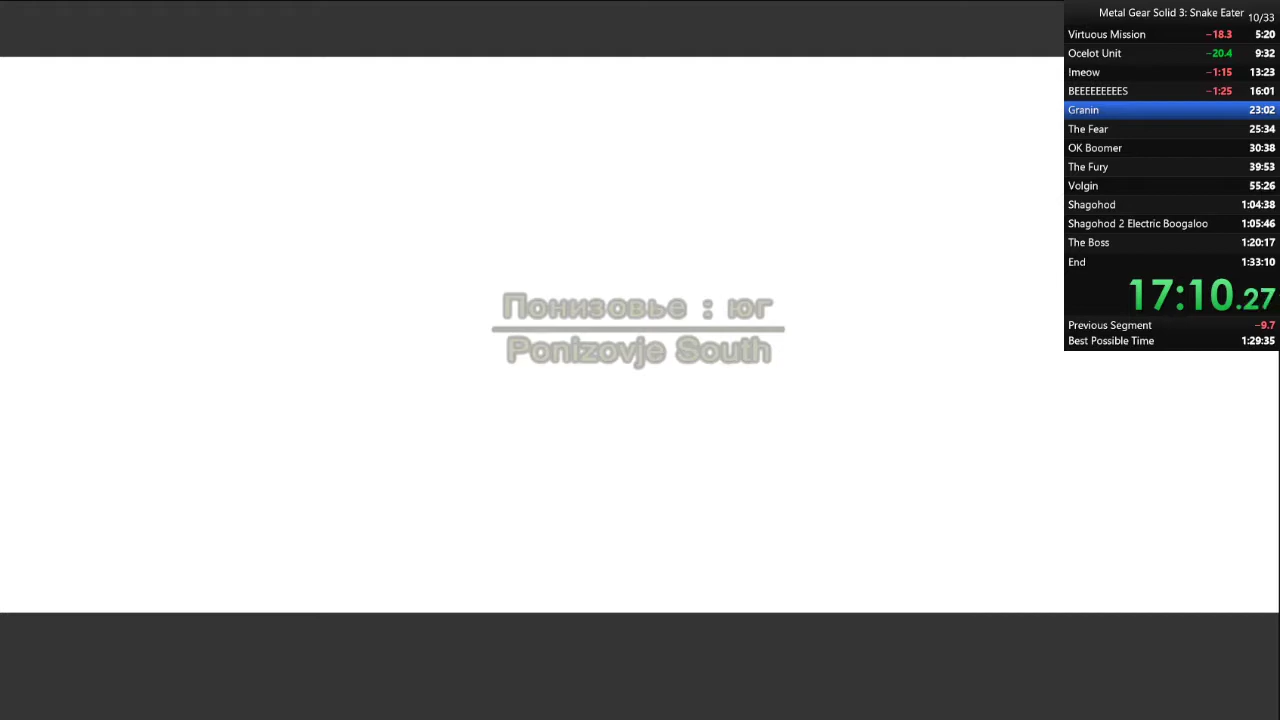 Metal Gear Solid 3: Snake Eater 10/33
Virtuous Mission −18.3 5:20
Ocelot Unit −20.4 9:32
!meow −1:15 13:23
BEEEEEEEEES −1:25 16:01
Granin 23:02
The Fear 25:34
OK Boomer 30:38
The Fury 39:53
Volgin 55:26
Shagohod 1:04:38
Shagohod 2 Electric Boogaloo 1:05:46
The Boss 1:20:17
End 1:33:10
17:10.27
Previous Segment −9.7
Best Possible Time 1:29:35
Понизовье : юг
Ponizovje South